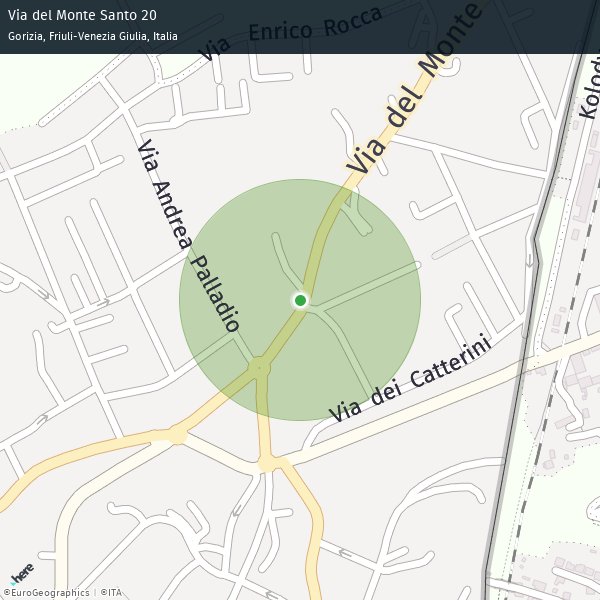 Via del Monte Santo 20
Gorizia, Friuli-Venezia Giulia, Italia
Via Enrico Rocca
Via del Monte
Via Andrea Palladio
Via dei Catterini
here
©EuroGeographics | ©ITA